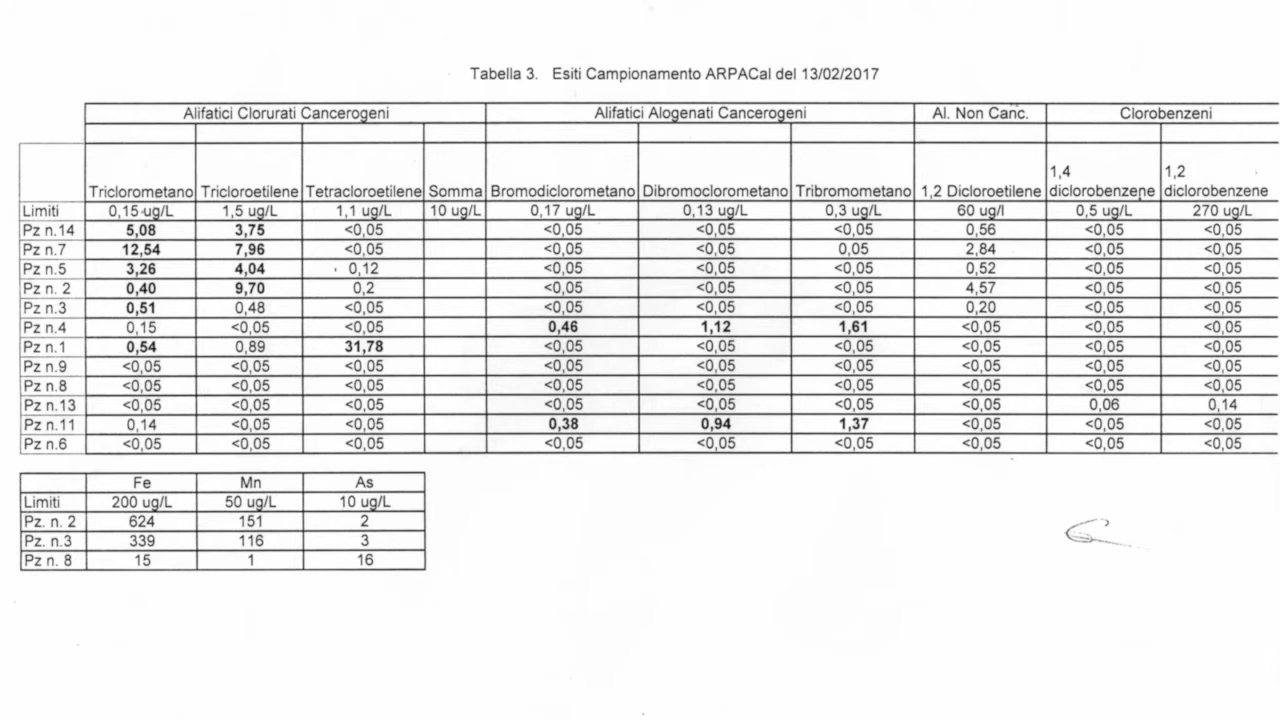 Tabella 3. Esiti Campionamento ARPACal del 13/02/2017
Alifatici Clorurati Cancerogeni Alifatici Alogenati Cancerogeni Al. Non Canc. Clorobenzeni
Triclorometano Tricloroetilene Tetracloroetilene Somma Bromodiclorometano Dibromoclorometano Tribromometano 1,2 Dicloroetilene 1,4 diclorobenzene 1,2 diclorobenzene
Limiti 0,15 ug/L 1,5 ug/L 1,1 ug/L 10 ug/L 0,17 ug/L 0,13 ug/L 0,3 ug/L 60 ug/l 0,5 ug/L 270 ug/L
Pz n.14 5,08 3,75 <0,05 <0,05 <0,05 <0,05 0,56 <0,05 <0,05
Pz n.7 12,54 7,96 <0,05 <0,05 <0,05 0,05 2,84 <0,05 <0,05
Pz n.5 3,26 4,04 0,12 <0,05 <0,05 <0,05 0,52 <0,05 <0,05
Pz n. 2 0,40 9,70 0,2 <0,05 <0,05 <0,05 4,57 <0,05 <0,05
Pz n.3 0,51 0,48 <0,05 <0,05 <0,05 <0,05 0,20 <0,05 <0,05
Pz n.4 0,15 <0,05 <0,05 0,46 1,12 1,61 <0,05 <0,05 <0,05
Pz n.1 0,54 0,89 31,78 <0,05 <0,05 <0,05 <0,05 <0,05 <0,05
Pz n.9 <0,05 <0,05 <0,05 <0,05 <0,05 <0,05 <0,05 <0,05 <0,05
Pz n.8 <0,05 <0,05 <0,05 <0,05 <0,05 <0,05 <0,05 <0,05 <0,05
Pz n.13 <0,05 <0,05 <0,05 <0,05 <0,05 <0,05 <0,05 0,06 0,14
Pz n.11 0,14 <0,05 <0,05 0,38 0,94 1,37 <0,05 <0,05 <0,05
Pz n.6 <0,05 <0,05 <0,05 <0,05 <0,05 <0,05 <0,05 <0,05 <0,05
Fe Mn As
Limiti 200 ug/L 50 ug/L 10 ug/L
Pz. n. 2 624 151 2
Pz. n.3 339 116 3
Pz n. 8 15 1 16